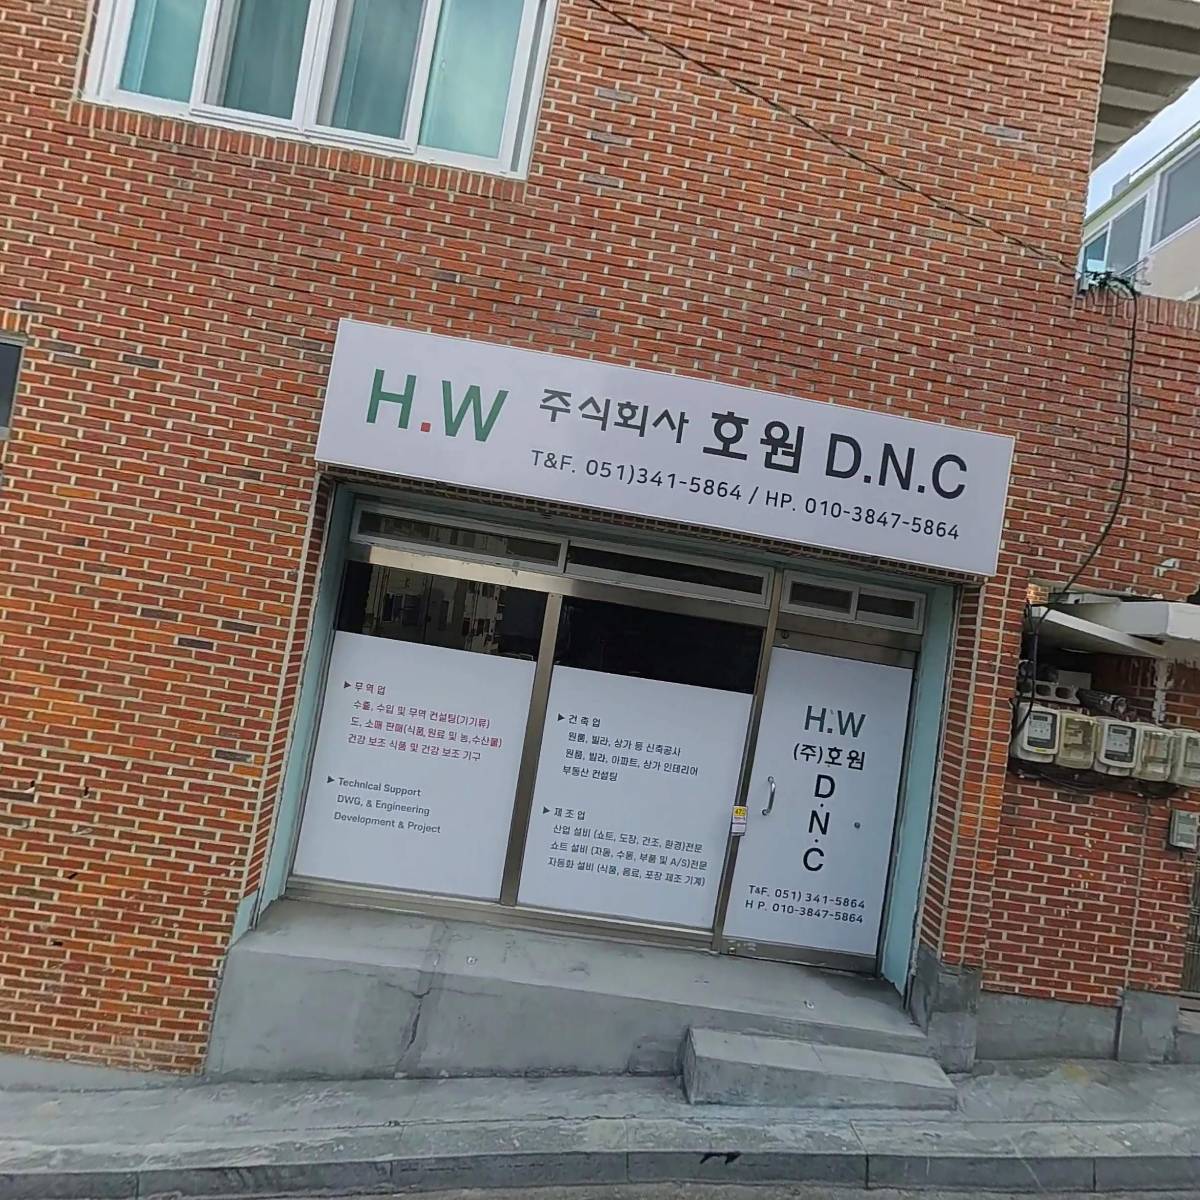 H.W 주식회사 호원 D.N.C
T&F. 051)341-5864 / HP. 010-3847-5864
▶ 무역업
수출, 수입 및 무역 컨설팅(기기류)
도, 소매 판매(식품, 원료 및 농,수산물)
건강 보조 식품 및 건강 보조 기구
▶ Technical Support
DWG, & Engineering
Development & Project
▶ 건축업
원룸, 빌라, 상가 등 신축공사
원룸, 빌라, 아파트, 상가 인테리어
부동산 컨설팅
▶ 제조업
산업 설비 (쇼트, 도장, 건조, 환경)전문
쇼트 설비 (자동, 수동, 부품 및 A/S)전문
자동화 설비 (식품, 음료, 포장 제조 기계)
H.W
(주)호원
D
·
N
·
C
T&F. 051) 341-5864
H P. 010-3847-5864